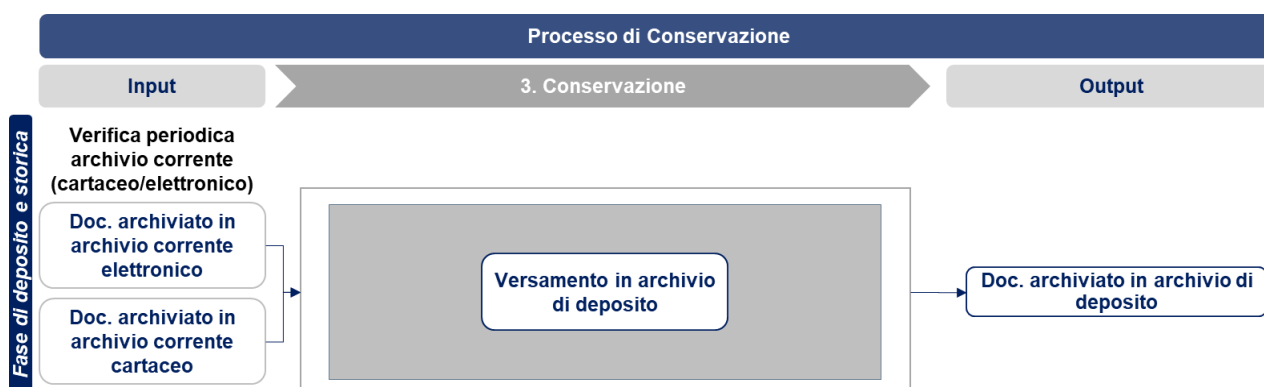 Processo di Conservazione
Input
3. Conservazione
Output
Fase di deposito e storica
Verifica periodica
archivio corrente
(cartaceo/elettronico)
Doc. archiviato in
archivio corrente
elettronico
Doc. archiviato in
archivio corrente
cartaceo
Versamento in archivio
di deposito
Doc. archiviato in archivio di
deposito